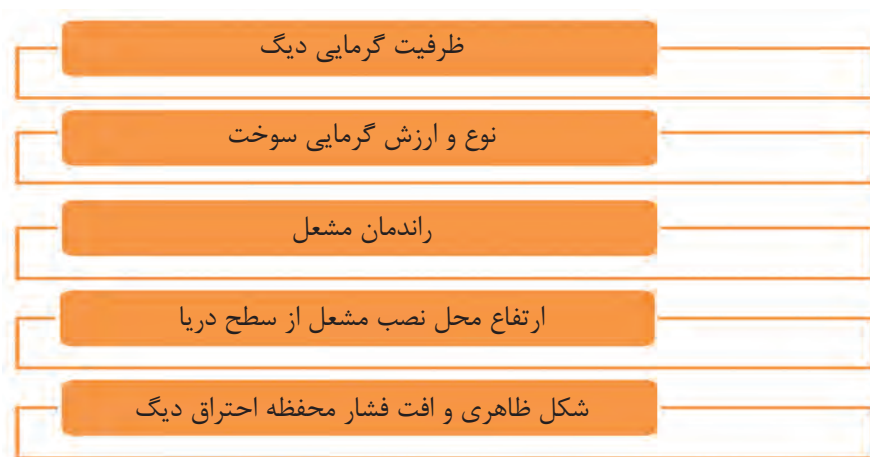 ظرفیت گرمایی دیگ
نوع و ارزش گرمایی سوخت
راندمان مشعل
ارتفاع محل نصب مشعل از سطح دریا
شکل ظاهری و افت فشار محفظه احتراق دیگ